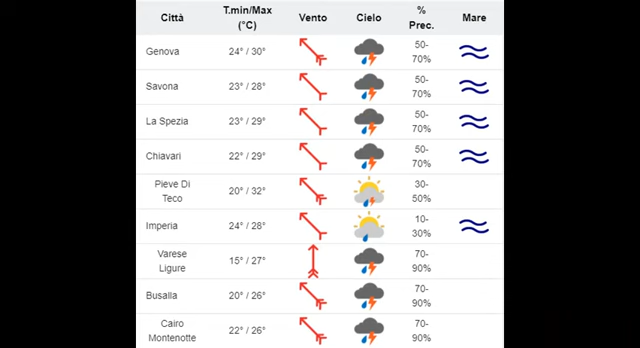 Città T.min/Max (°C) Vento Cielo % Prec. Mare
Genova 24° / 30° 50-70%
Savona 23° / 28° 50-70%
La Spezia 23° / 29° 50-70%
Chiavari 22° / 29° 50-70%
Pieve Di Teco 20° / 32° 30-50%
Imperia 24° / 28° 10-30%
Varese Ligure 15° / 27° 70-90%
Busalla 20° / 26° 70-90%
Cairo Montenotte 22° / 26° 70-90%